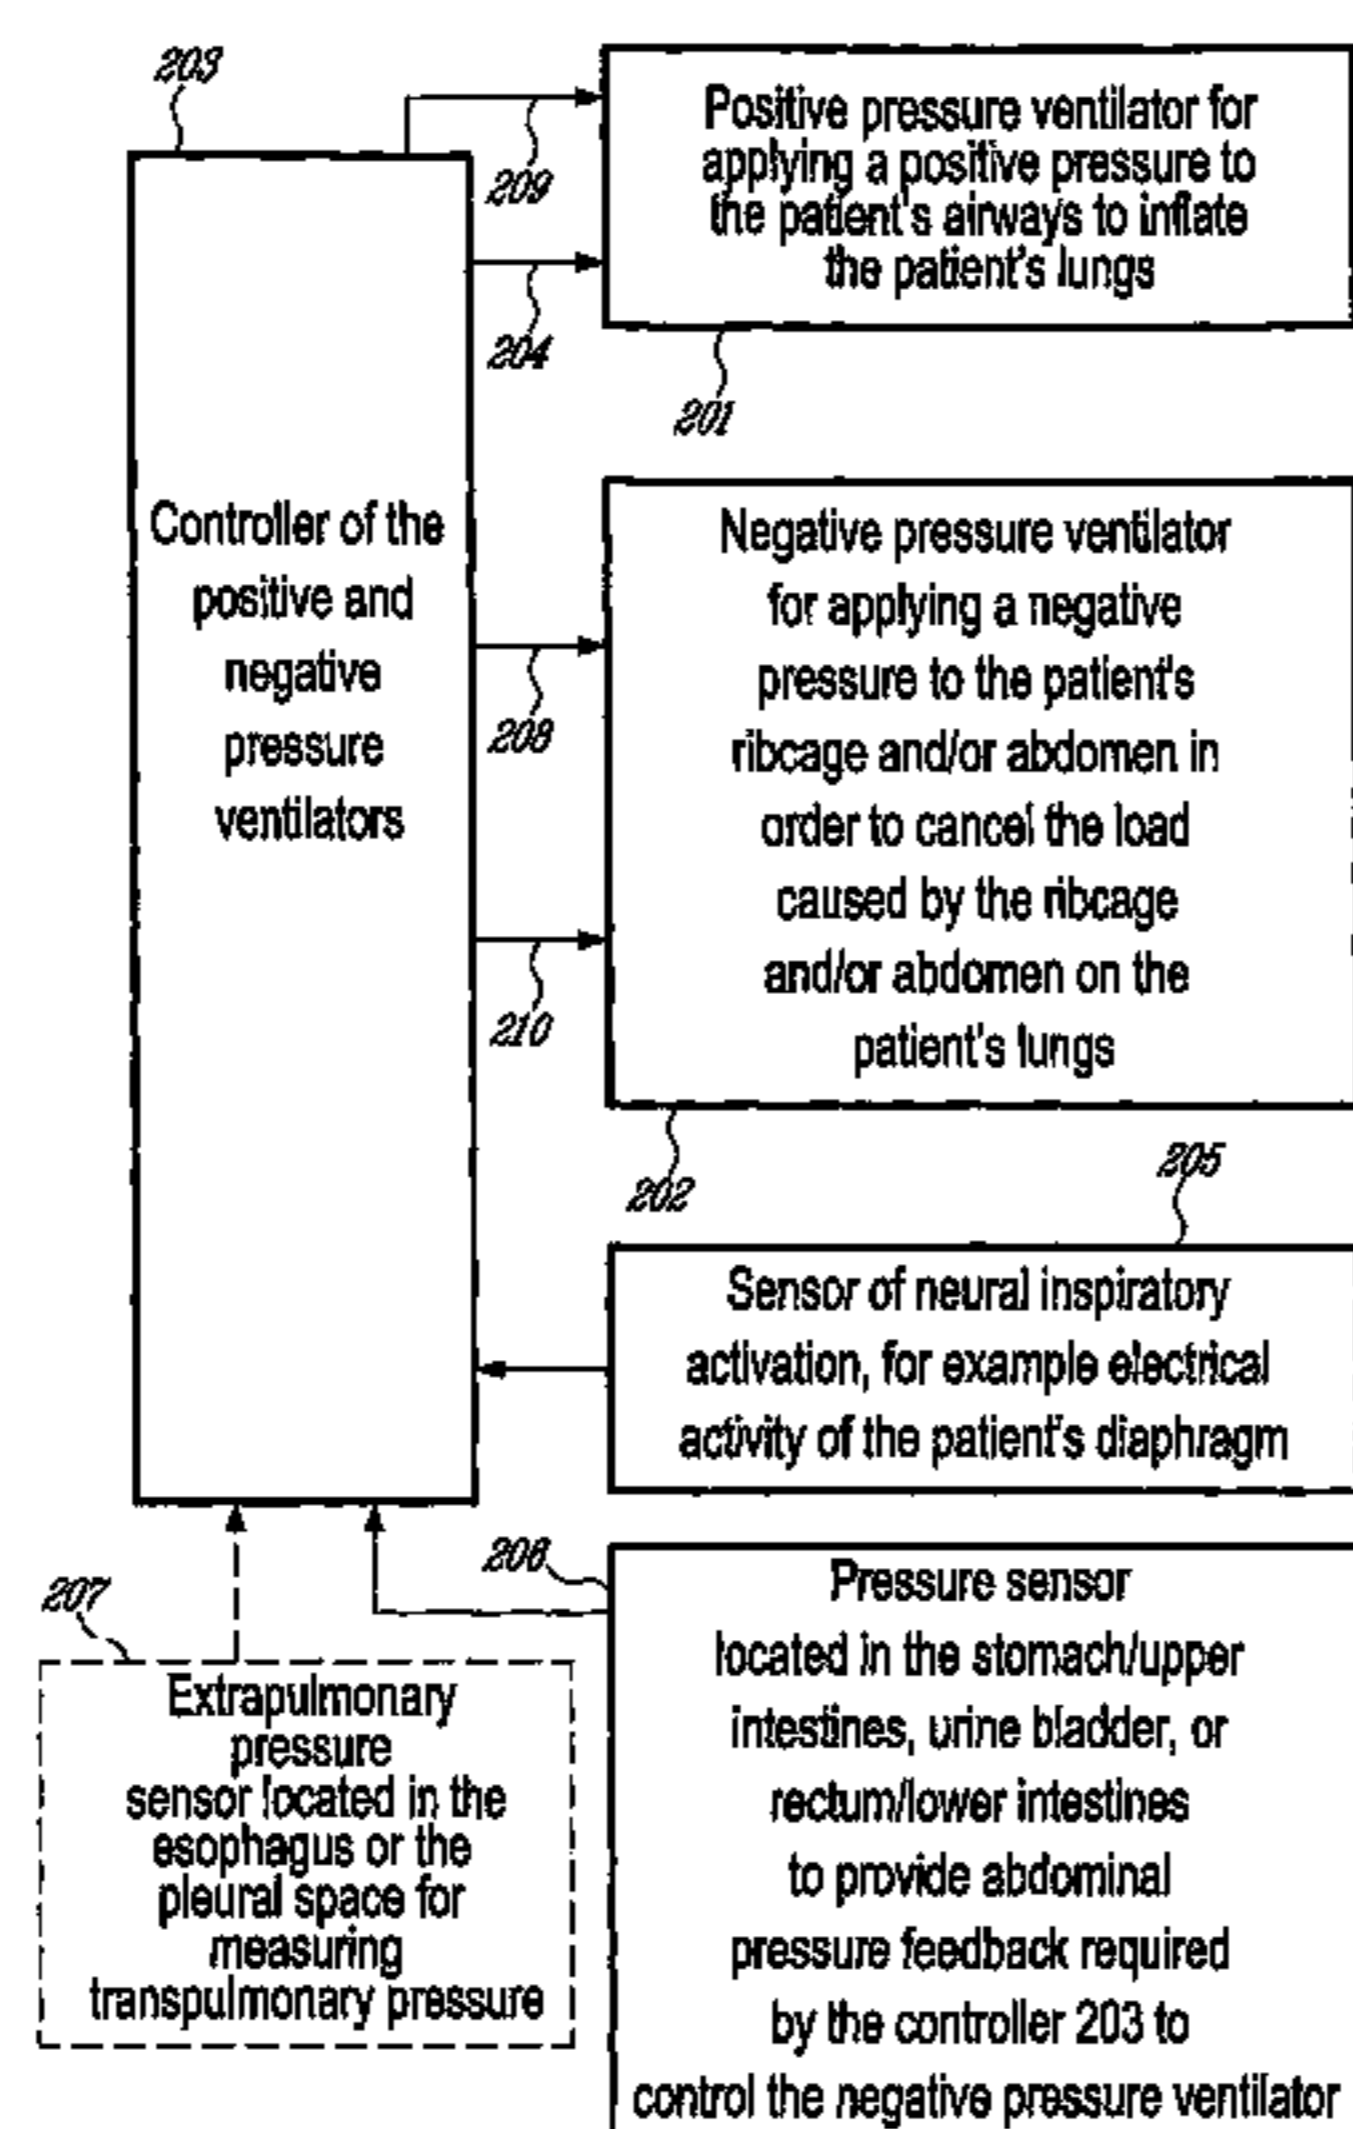 203
209
204
Positive pressure ventilator for
applying a positive pressure to
the patient's airways to inflate
the patient's lungs
201
Controller of the
positive and
negative
pressure
ventilators
208
210
Negative pressure ventilator
for applying a negative
pressure to the patient's
ribcage and/or abdomen in
order to cancel the load
caused by the ribcage
and/or abdomen on the
patient's lungs
202
205
Sensor of neural inspiratory
activation, for example electrical
activity of the patient's diaphragm
206
Pressure sensor
located in the stomach/upper
intestines, urine bladder, or
rectum/lower intestines
to provide abdominal
pressure feedback required
by the controller 203 to
control the negative pressure ventilator
207
Extrapulmonary
pressure
sensor located in the
esophagus or the
pleural space for
measuring
transpulmonary pressure